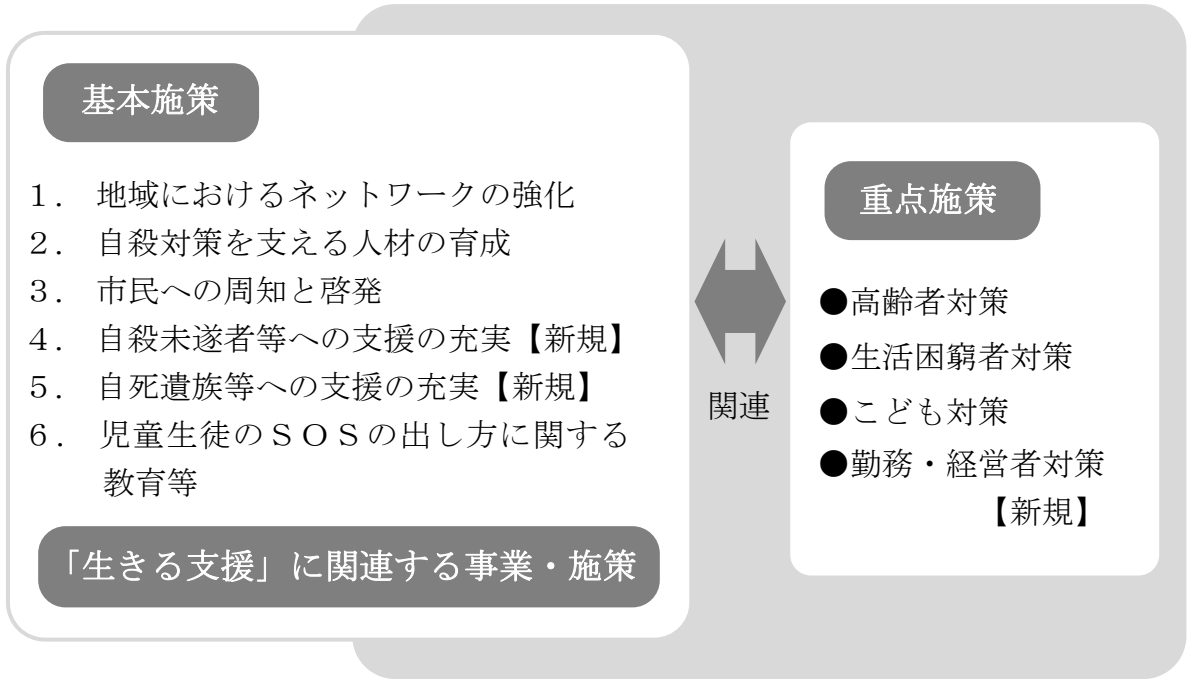 基本施策
１． 地域におけるネットワークの強化
２． 自殺対策を支える人材の育成
３． 市民への周知と啓発
４． 自殺未遂者等への支援の充実【新規】
５． 自死遺族等への支援の充実【新規】
６． 児童生徒のＳＯＳの出し方に関する
教育等
「生きる支援」に関連する事業・施策
関連
重点施策
●高齢者対策
●生活困窮者対策
●こども対策
●勤務・経営者対策
【新規】